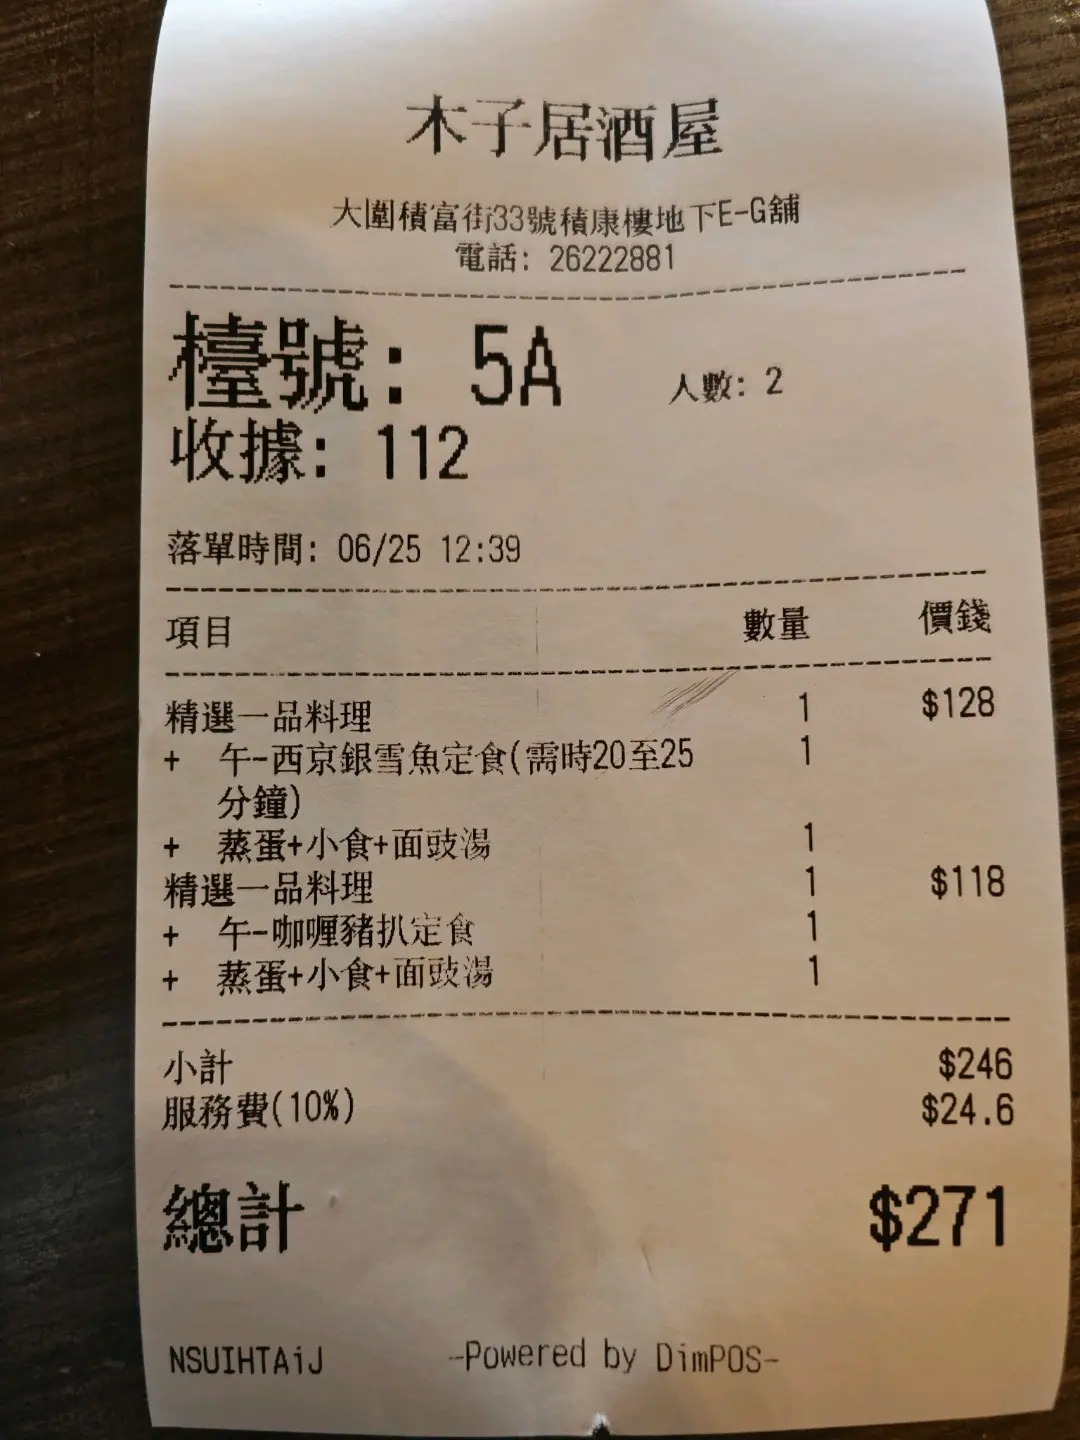 木子居酒屋
大圍積富街33號積康樓地下E-G舖
電話: 26222881
檯號: 5A 人數: 2
收據: 112
落單時間: 06/25 12:39
項目 數量 價錢
精選一品料理 1 $128
+ 午-西京銀雪魚定食(需時20至25 1
分鐘)
+ 蒸蛋+小食+面豉湯 1
精選一品料理 1 $118
+ 午-咖喱豬扒定食 1
+ 蒸蛋+小食+面豉湯 1
小計 $246
服務費(10%) $24.6
總計 $271
NSUIHTAiJ -Powered by DimPOS-